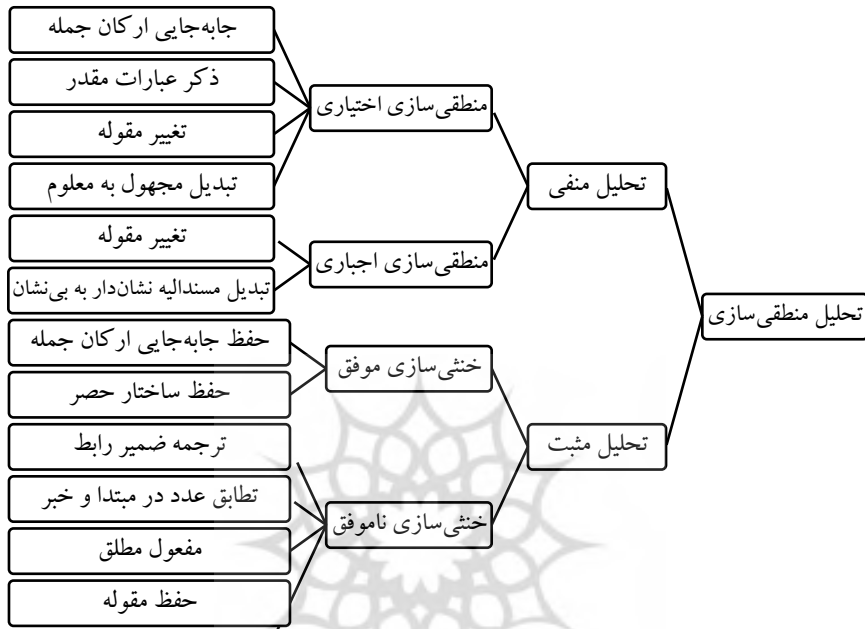 تحلیل منطقی‌سازی
تحلیل منفی
منطقی‌سازی اختیاری
جابه‌جایی ارکان جمله
ذکر عبارات مقدر
تغییر مقوله
تبدیل مجهول به معلوم
منطقی‌سازی اجباری
تغییر مقوله
تبدیل مسندالیه نشان‌دار به بی‌نشان
تحلیل مثبت
خنثی‌سازی موفق
حفظ جابه‌جایی ارکان جمله
حفظ ساختار حصر
خنثی‌سازی ناموفق
ترجمه ضمیر رابط
تطابق عدد در مبتدا و خبر
مفعول مطلق
حفظ مقوله